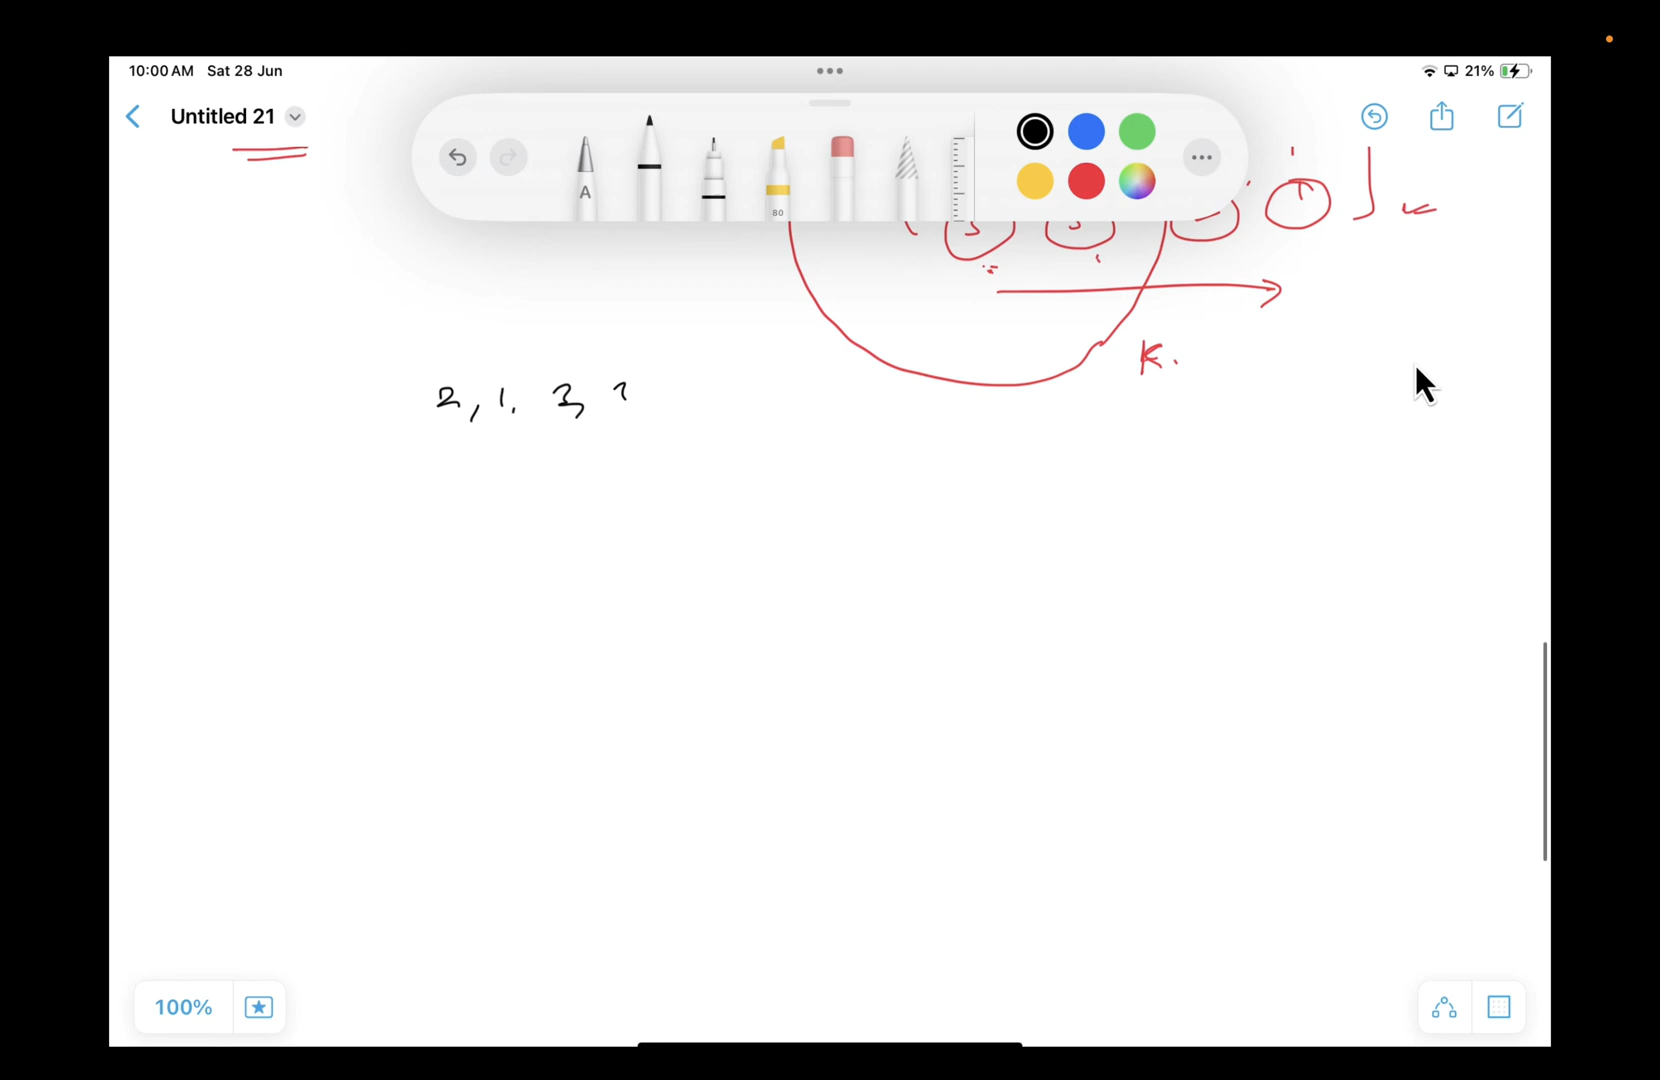 10:00 AM Sat 28 Jun
21%
Untitled 21
A
80
K.
2, 1, 3,
100%